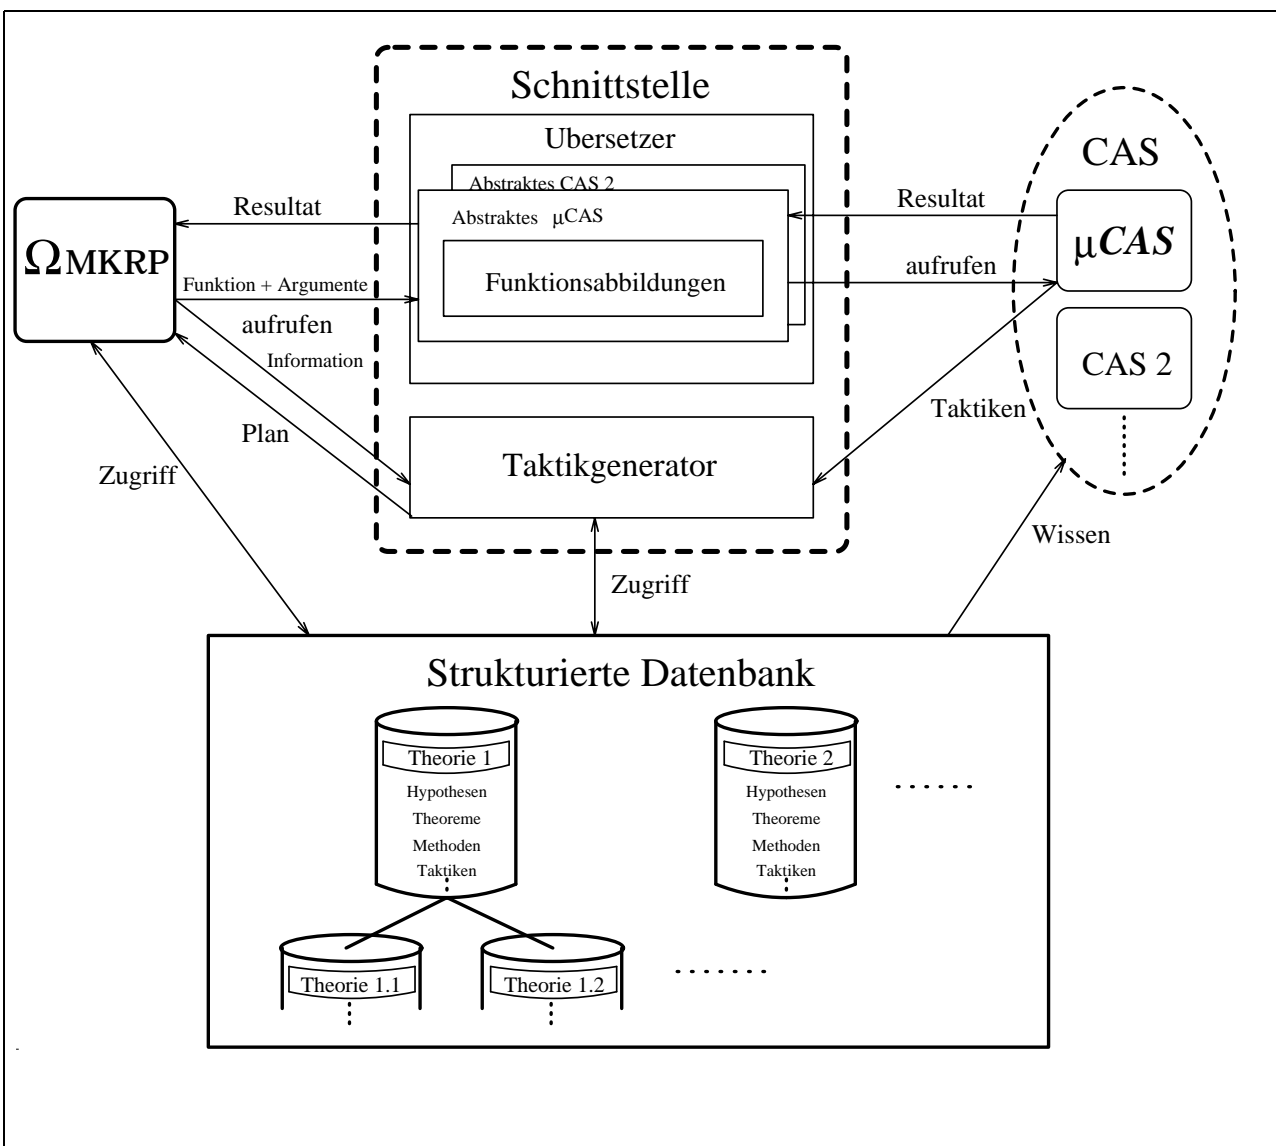 Schnittstelle
Ubersetzer
CAS
Abstraktes CAS 2
Resultat
Abstraktes μCAS
Resultat
ΩMKRP
μCAS
Funktion + Argumente
Funktionsabbildungen
aufrufen
aufrufen
Information
CAS 2
Plan
Taktiken
Taktikgenerator
Zugriff
Wissen
Zugriff
Strukturierte Datenbank
Theorie 1
Hypothesen
Theoreme
Methoden
Taktiken
Theorie 2
Hypothesen
Theoreme
Methoden
Taktiken
Theorie 1.1
Theorie 1.2